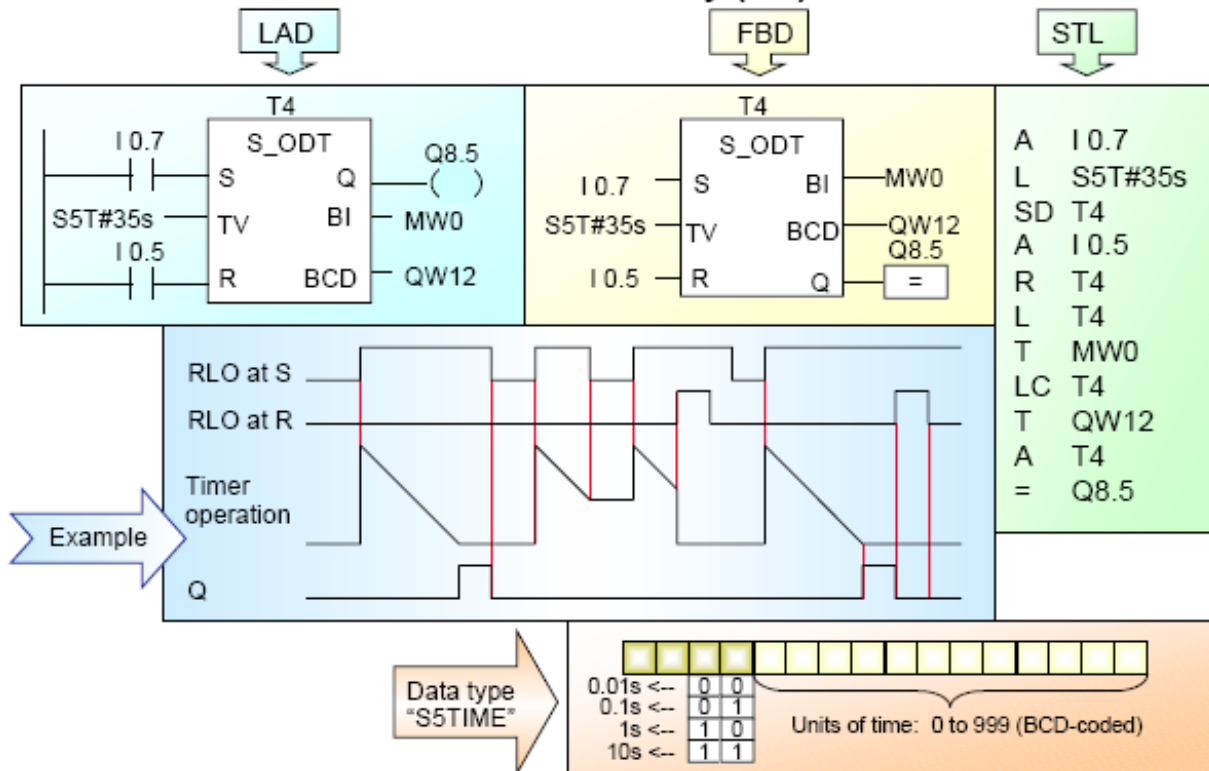 LAD
FBD
STL
T4
S_ODT
I 0.7
S
Q
Q8.5
( )
S5T#35s
TV
BI
MW0
I 0.5
R
BCD
QW12
T4
S_ODT
I 0.7
S
BI
MW0
S5T#35s
TV
BCD
QW12
Q8.5
I 0.5
R
Q
=
A I 0.7
L S5T#35s
SD T4
A I 0.5
R T4
L T4
T MW0
LC T4
T QW12
A T4
= Q8.5
RLO at S
RLO at R
Timer
operation
Q
Example
Data type
“S5TIME”
0.01s <-- 0 0
0.1s <-- 0 1
1s <-- 1 0
10s <-- 1 1
Units of time: 0 to 999 (BCD-coded)